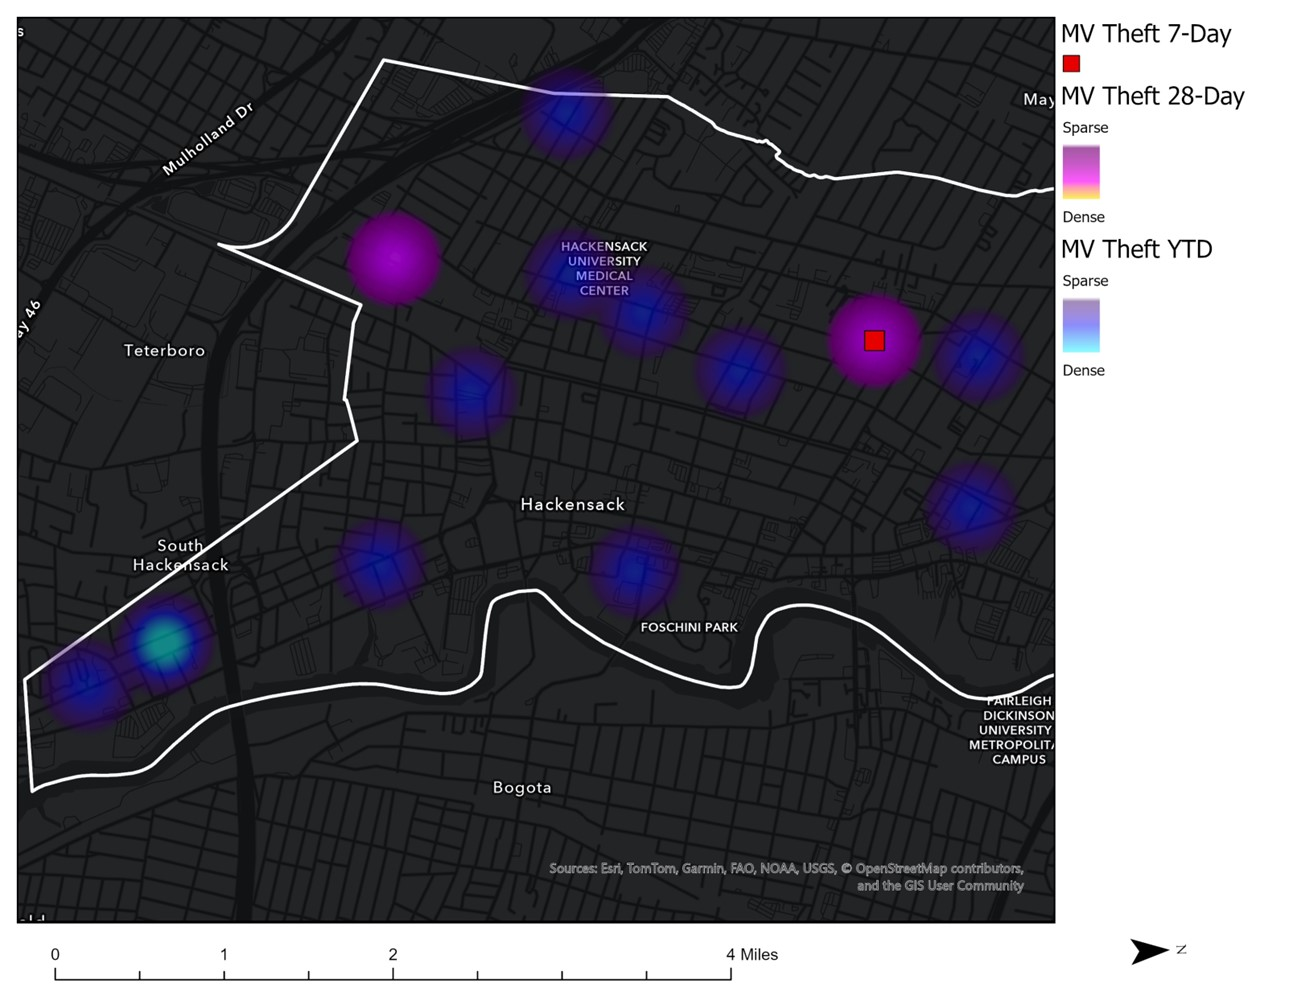 s
Mulholland Dr
May
ay 46
HACKENSACK
UNIVERSITY
MEDICAL
CENTER
Teterboro
Hackensack
South
Hackensack
FOSCHINI PARK
FAIRLEIGH
DICKINSON
UNIVERSITY
METROPOLITA
CAMPUS
Bogota
Sources: Esri, TomTom, Garmin, FAO, NOAA, USGS, © OpenStreetMap contributors,
and the GIS User Community
MV Theft 7-Day
MV Theft 28-Day
Sparse
Dense
MV Theft YTD
Sparse
Dense
0 1 2 4 Miles
N